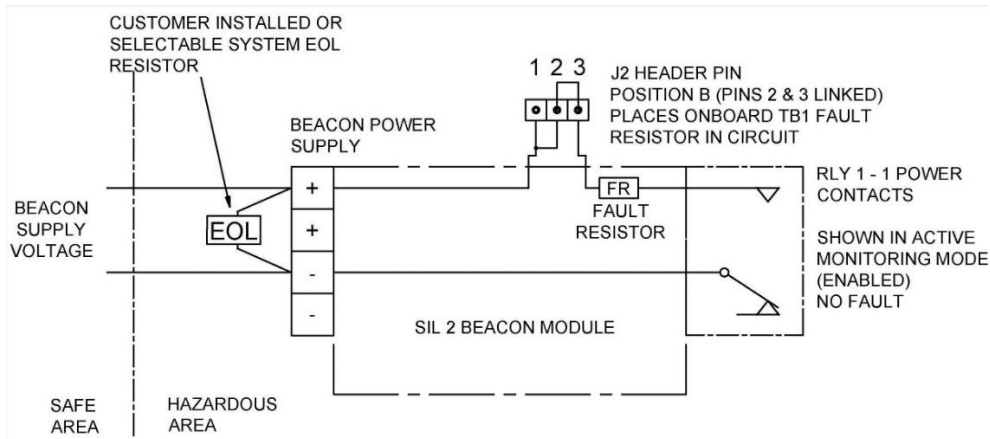 CUSTOMER INSTALLED OR
SELECTABLE SYSTEM EOL
RESISTOR
1 2 3
J2 HEADER PIN
POSITION B (PINS 2 & 3 LINKED)
PLACES ONBOARD TB1 FAULT
RESISTOR IN CIRCUIT
BEACON POWER
SUPPLY
BEACON
SUPPLY
VOLTAGE
EOL
+
+
-
-
FR
FAULT
RESISTOR
RLY 1 - 1 POWER
CONTACTS
SHOWN IN ACTIVE
MONITORING MODE
(ENABLED)
NO FAULT
SIL 2 BEACON MODULE
SAFE
AREA
HAZARDOUS
AREA